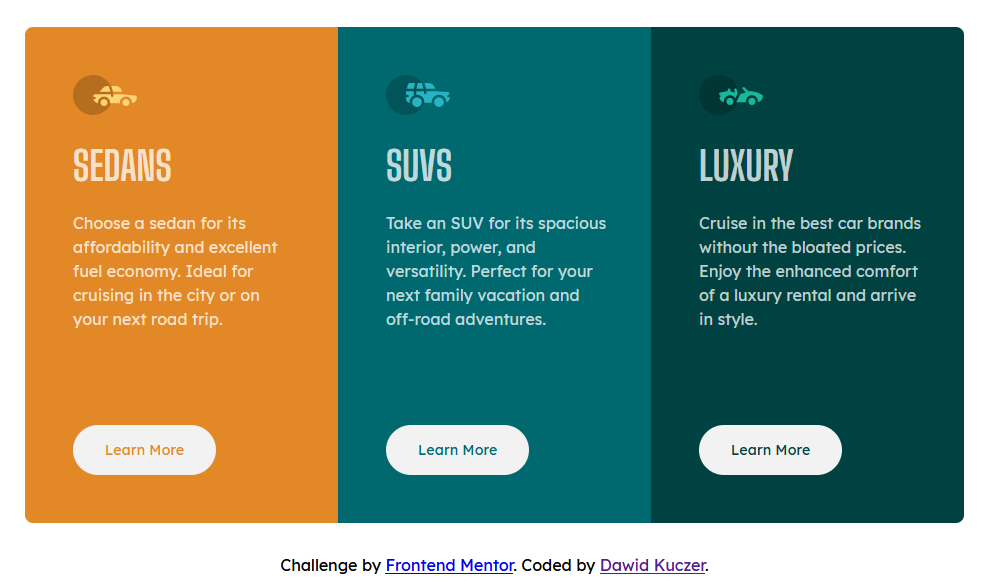 SEDANS
Choose a sedan for its
affordability and excellent
fuel economy. Ideal for
cruising in the city or on
your next road trip.
Learn More
SUVS
Take an SUV for its spacious
interior, power, and
versatility. Perfect for your
next family vacation and
off-road adventures.
Learn More
LUXURY
Cruise in the best car brands
without the bloated prices.
Enjoy the enhanced comfort
of a luxury rental and arrive
in style.
Learn More
Challenge by Frontend Mentor. Coded by Dawid Kuczer.